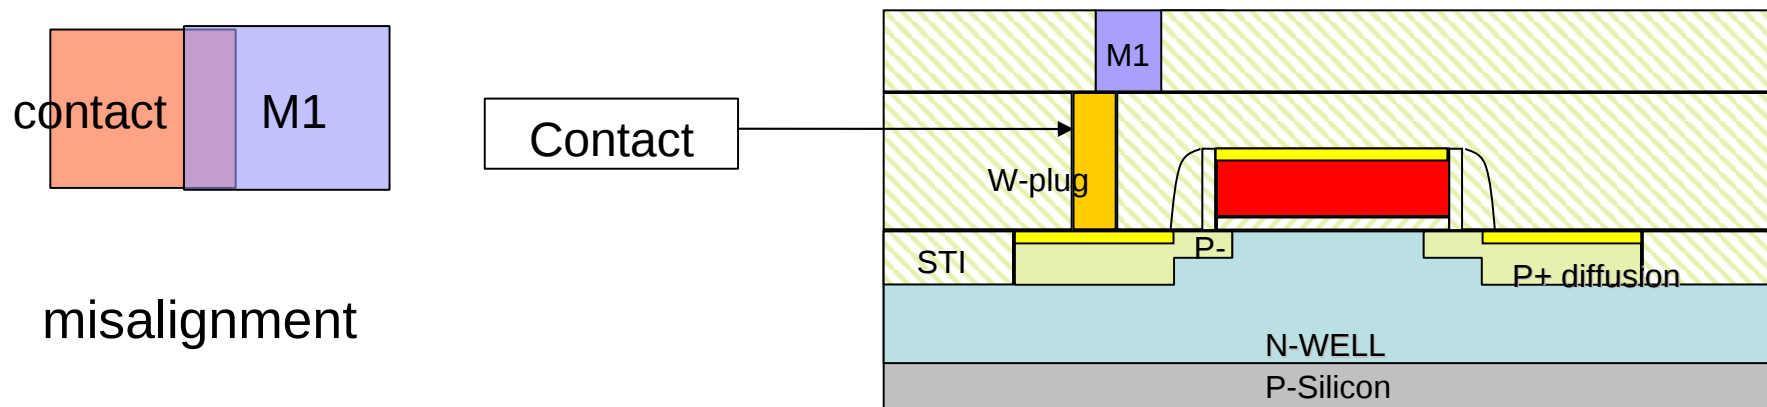 contact
M1
misalignment
Contact
M1
W-plug
P-
STI
P+ diffusion
N-WELL
P-Silicon